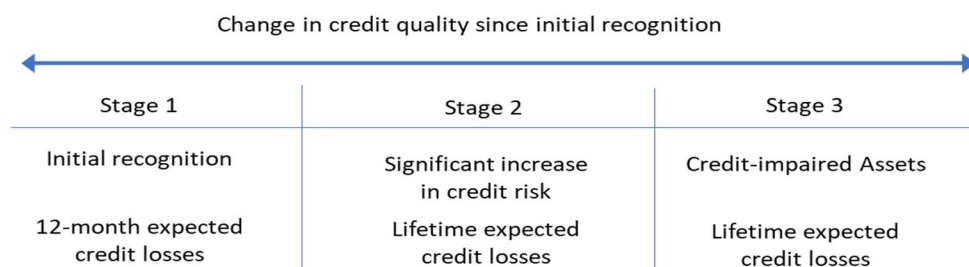 Change in credit quality since initial recognition
Stage 1
Stage 2
Stage 3
Initial recognition
Significant increase
in credit risk
Credit-impaired Assets
12-month expected
credit losses
Lifetime expected
credit losses
Lifetime expected
credit losses